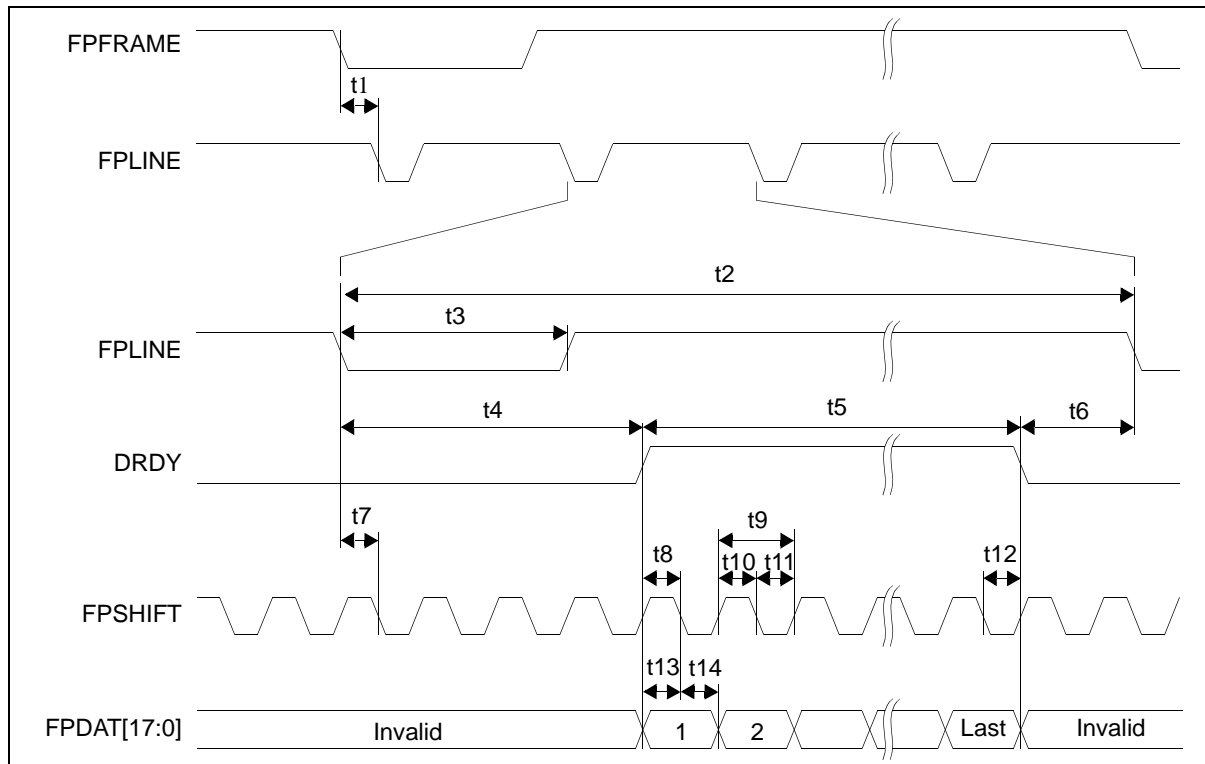 FPFRAME
t1
FPLINE
t2
t3
FPLINE
t4 t5 t6
DRDY
t7 t9
t8 t10 t11 t12
FPSHIFT
t13 t14
FPDAT[17:0] Invalid 1 2 Last Invalid